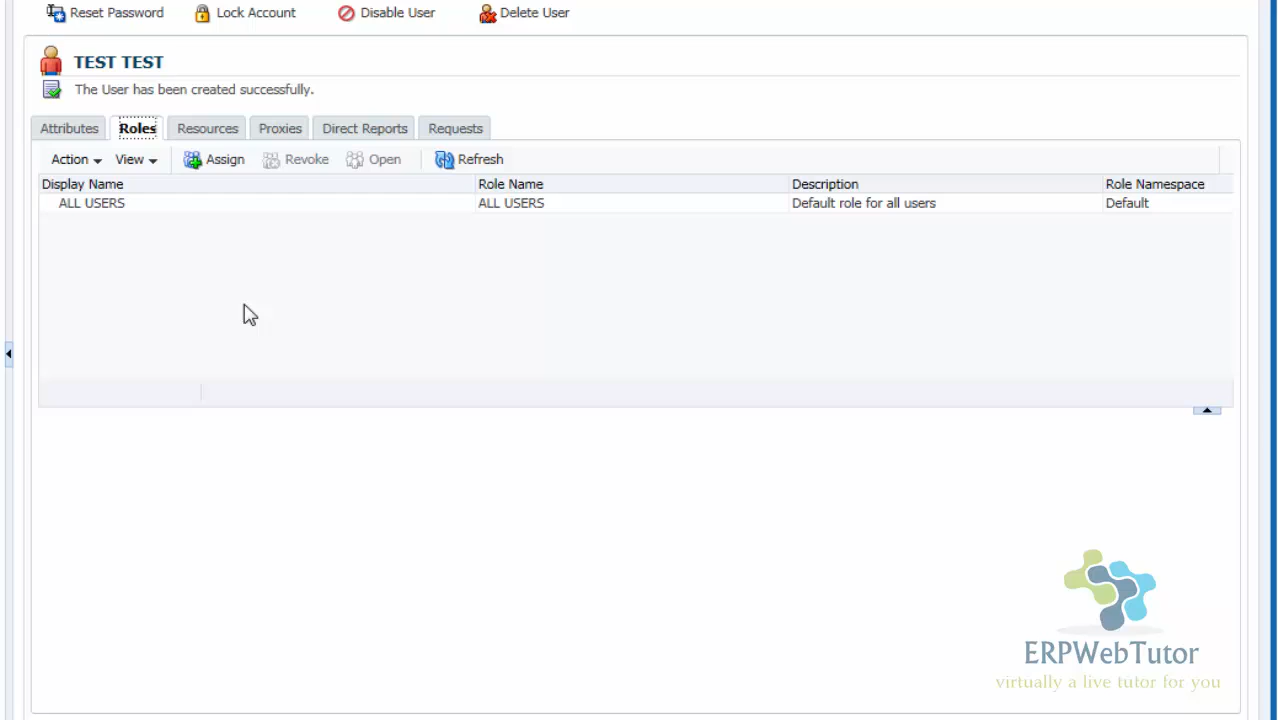 Reset Password Lock Account Disable User Delete User
TEST TEST
The User has been created successfully.
Attributes Roles Resources Proxies Direct Reports Requests
Action View Assign Revoke Open Refresh
Display Name Role Name Description Role Namespace
ALL USERS ALL USERS Default role for all users Default
ERPWebTutor
virtually a live tutor for you